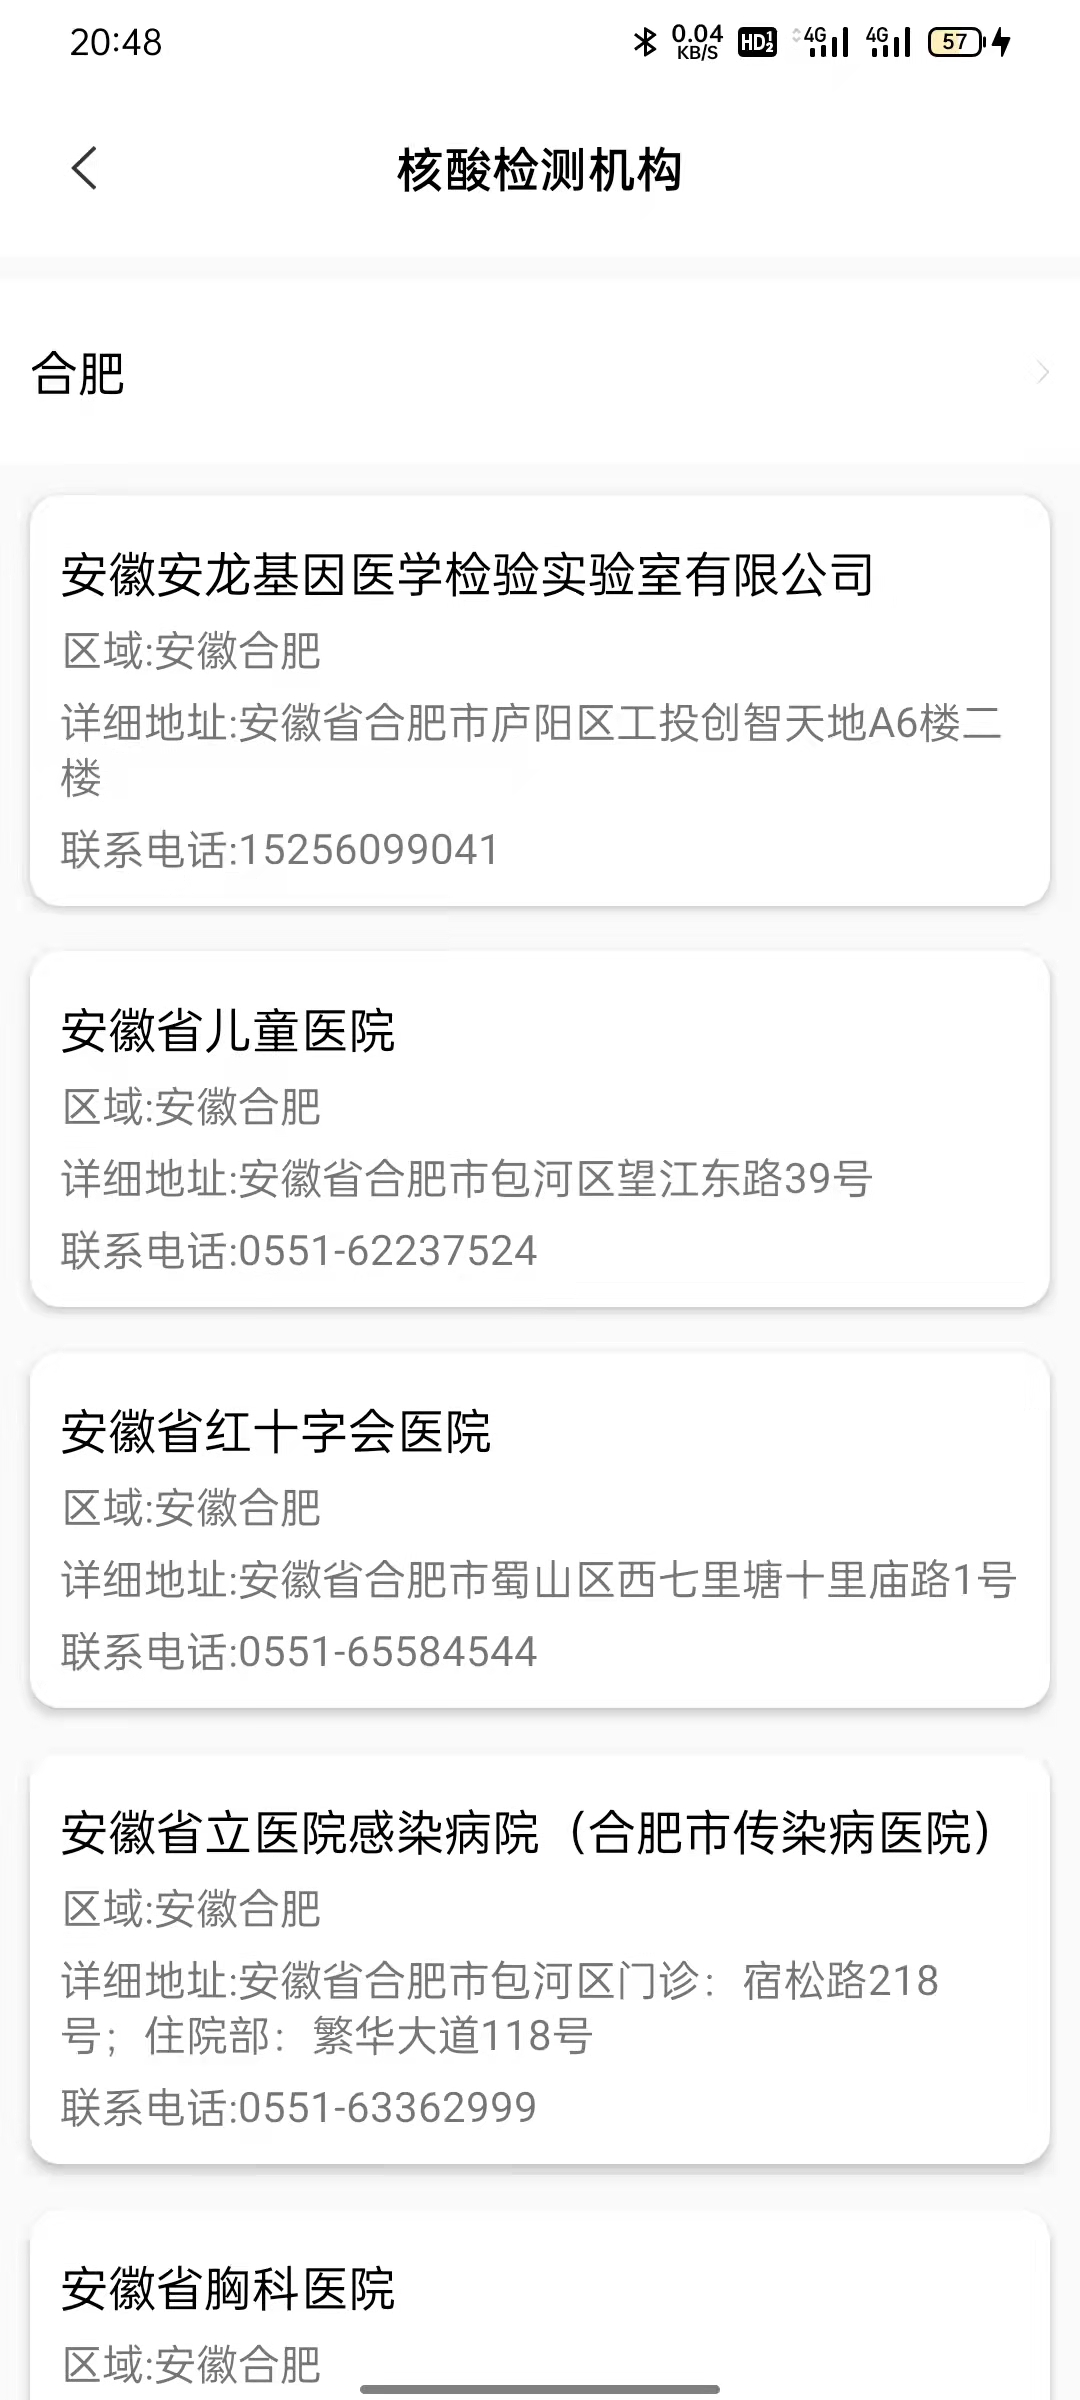 20:48
0.04
KB/S
HD 1 2
4G
4G
57
核酸检测机构
合肥
安徽安龙基因医学检验实验室有限公司
区域:安徽合肥
详细地址:安徽省合肥市庐阳区工投创智天地A6楼二
楼
联系电话:15256099041
安徽省儿童医院
区域:安徽合肥
详细地址:安徽省合肥市包河区望江东路39号
联系电话:0551-62237524
安徽省红十字会医院
区域:安徽合肥
详细地址:安徽省合肥市蜀山区西七里塘十里庙路1号
联系电话:0551-65584544
安徽省立医院感染病院（合肥市传染病医院）
区域:安徽合肥
详细地址:安徽省合肥市包河区门诊：宿松路218
号；住院部：繁华大道118号
联系电话:0551-63362999
安徽省胸科医院
区域:安徽合肥